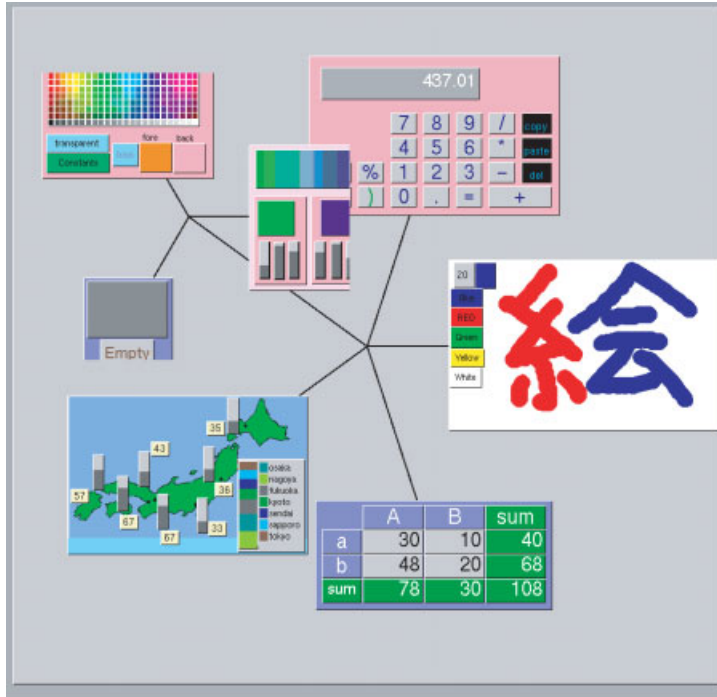 437.01
7 8 9 / copy
4 5 6 * paste
% 1 2 3 - del
) 0 . = +
fore back
transparent
Constants
Empty
20
Blue
RED
Green
Yellow
White
絵
35
43
57
36
67
67
33
osaka
nagoya
fukuoka
kyoto
sendai
sapporo
tokyo
A B sum
a 30 10 40
b 48 20 68
sum 78 30 108